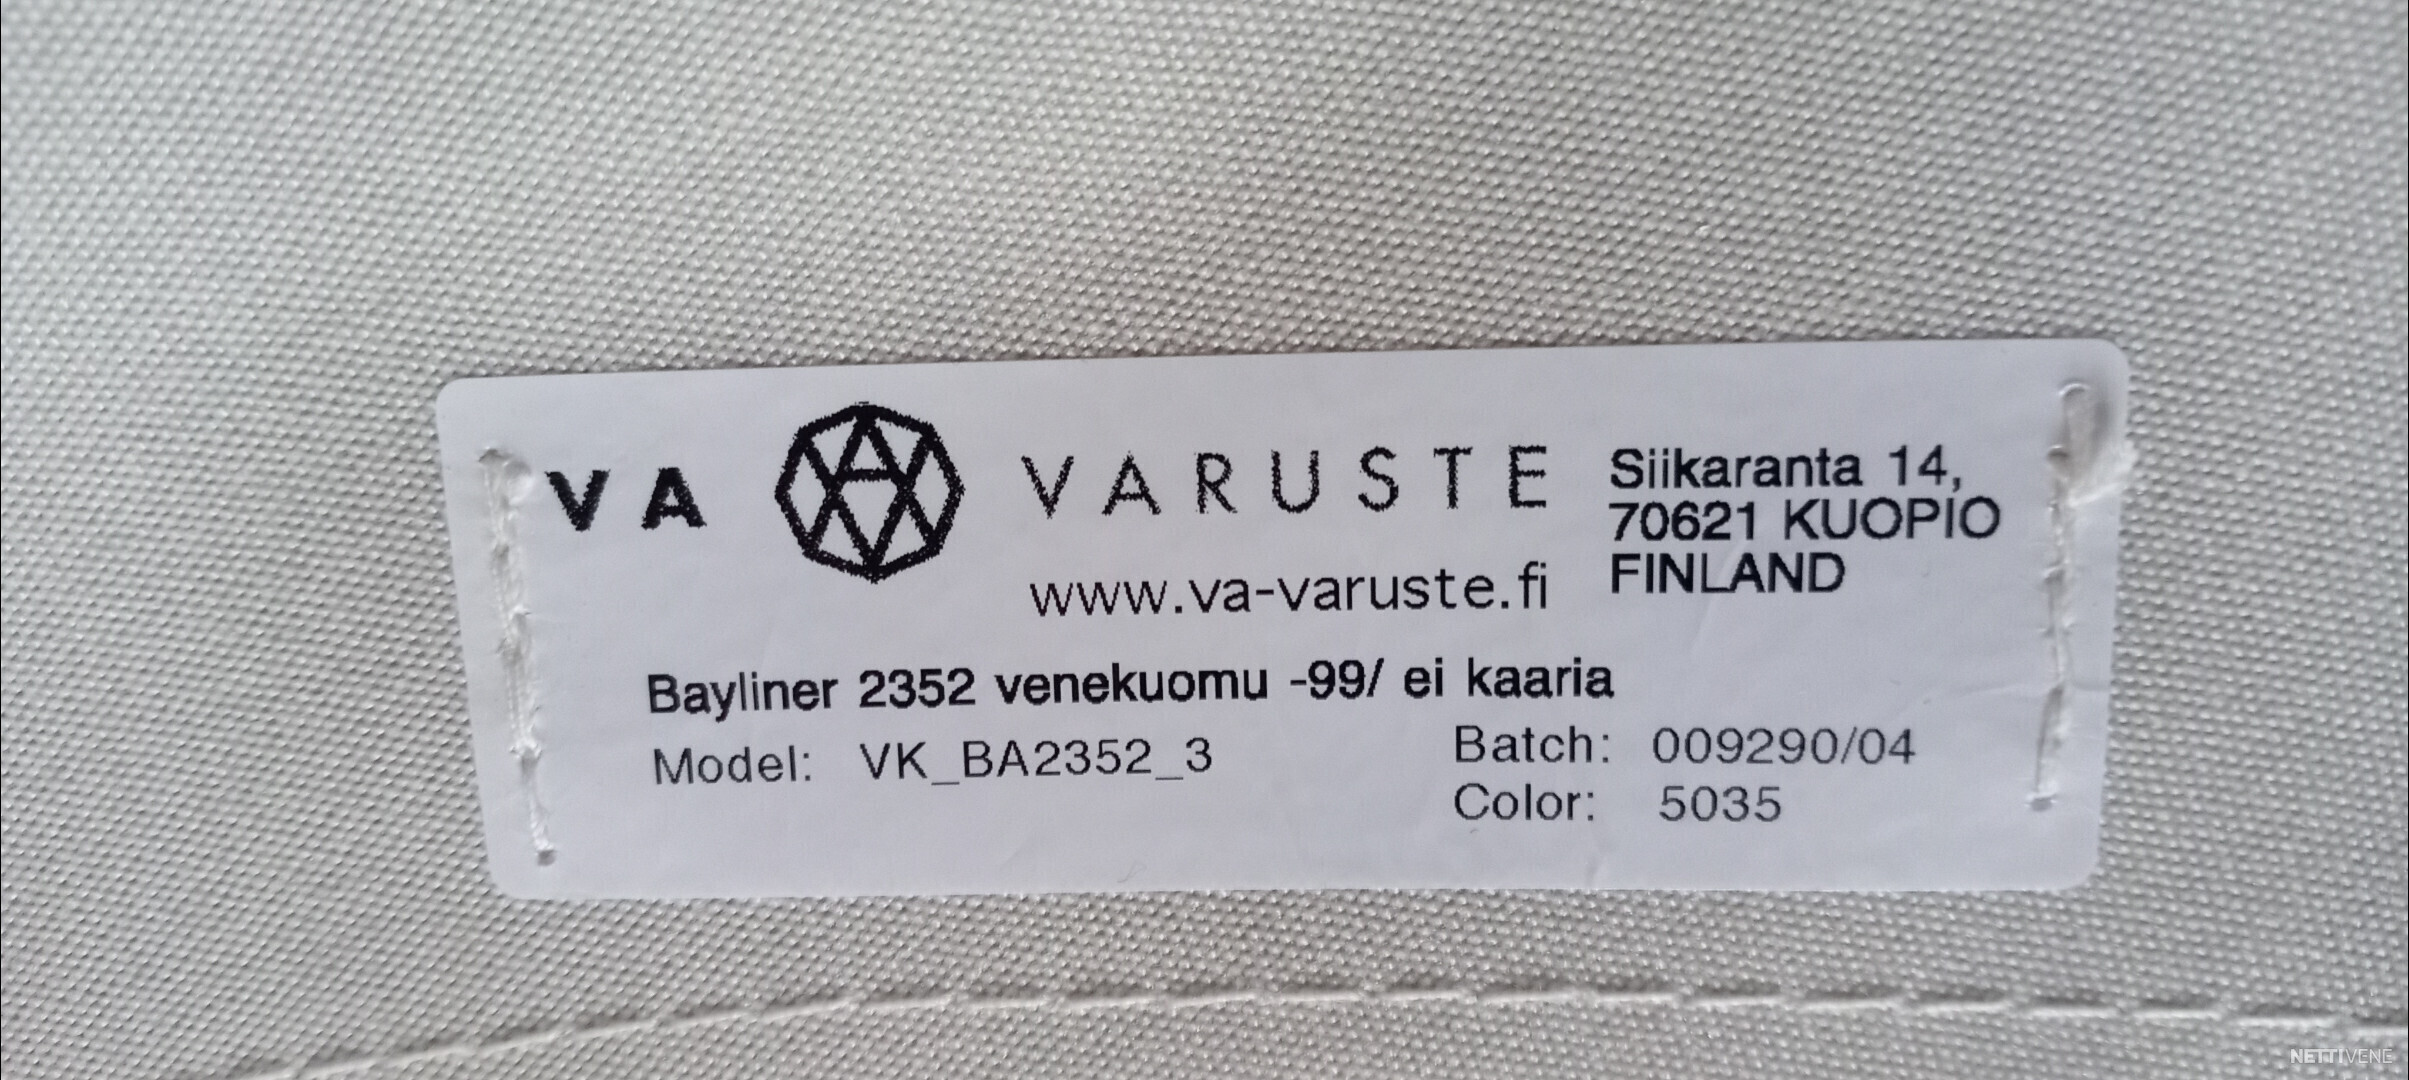 VA VARUSTE
www.va-varuste.fi
Siikaranta 14,
70621 KUOPIO
FINLAND
Bayliner 2352 venekuomu -99/ ei kaaria
Model: VK_BA2352_3
Batch: 009290/04
Color: 5035
NETTIVENE